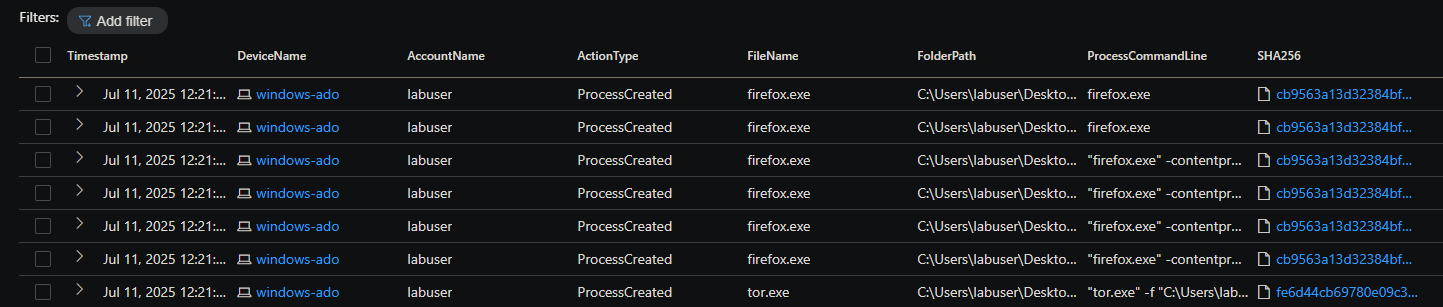 Filters: Add filter
Timestamp DeviceName AccountName ActionType FileName FolderPath ProcessCommandLine SHA256
Jul 11, 2025 12:21:... windows-ado labuser ProcessCreated firefox.exe C:\Users\labuser\Deskto... firefox.exe cb9563a13d32384bf...
Jul 11, 2025 12:21:... windows-ado labuser ProcessCreated firefox.exe C:\Users\labuser\Deskto... firefox.exe cb9563a13d32384bf...
Jul 11, 2025 12:21:... windows-ado labuser ProcessCreated firefox.exe C:\Users\labuser\Deskto... "firefox.exe" -contentpr... cb9563a13d32384bf...
Jul 11, 2025 12:21:... windows-ado labuser ProcessCreated firefox.exe C:\Users\labuser\Deskto... "firefox.exe" -contentpr... cb9563a13d32384bf...
Jul 11, 2025 12:21:... windows-ado labuser ProcessCreated firefox.exe C:\Users\labuser\Deskto... "firefox.exe" -contentpr... cb9563a13d32384bf...
Jul 11, 2025 12:21:... windows-ado labuser ProcessCreated firefox.exe C:\Users\labuser\Deskto... "firefox.exe" -contentpr... cb9563a13d32384bf...
Jul 11, 2025 12:21:... windows-ado labuser ProcessCreated tor.exe C:\Users\labuser\Deskto... "tor.exe" -f "C:\Users\lab... fe6d44cb69780e09c3...